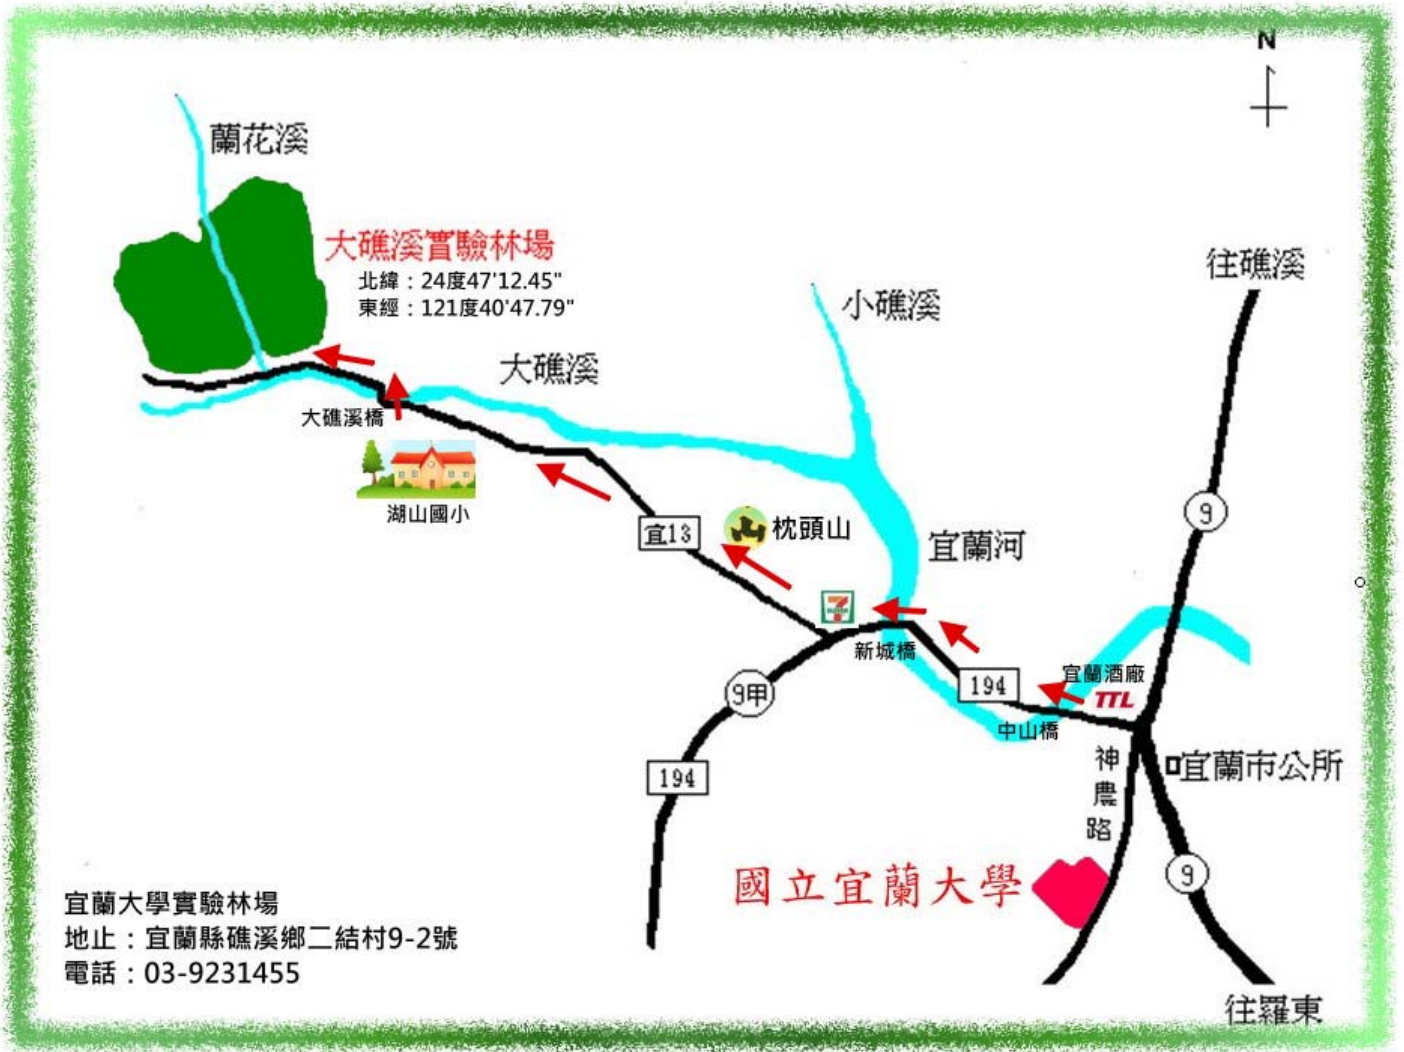 N
蘭花溪
大礁溪實驗林場
北緯：24度47'12.45"
東經：121度40'47.79"
往礁溪
小礁溪
大礁溪
大礁溪橋
湖山國小
9
宜13
枕頭山
宜蘭河
7
ELEVEN
新城橋
宜蘭酒廠
TTL
194
9甲
中山橋
194
神農路
宜蘭市公所
國立宜蘭大學
9
宜蘭大學實驗林場
地止：宜蘭縣礁溪鄉二結村9-2號
電話：03-9231455
往羅東